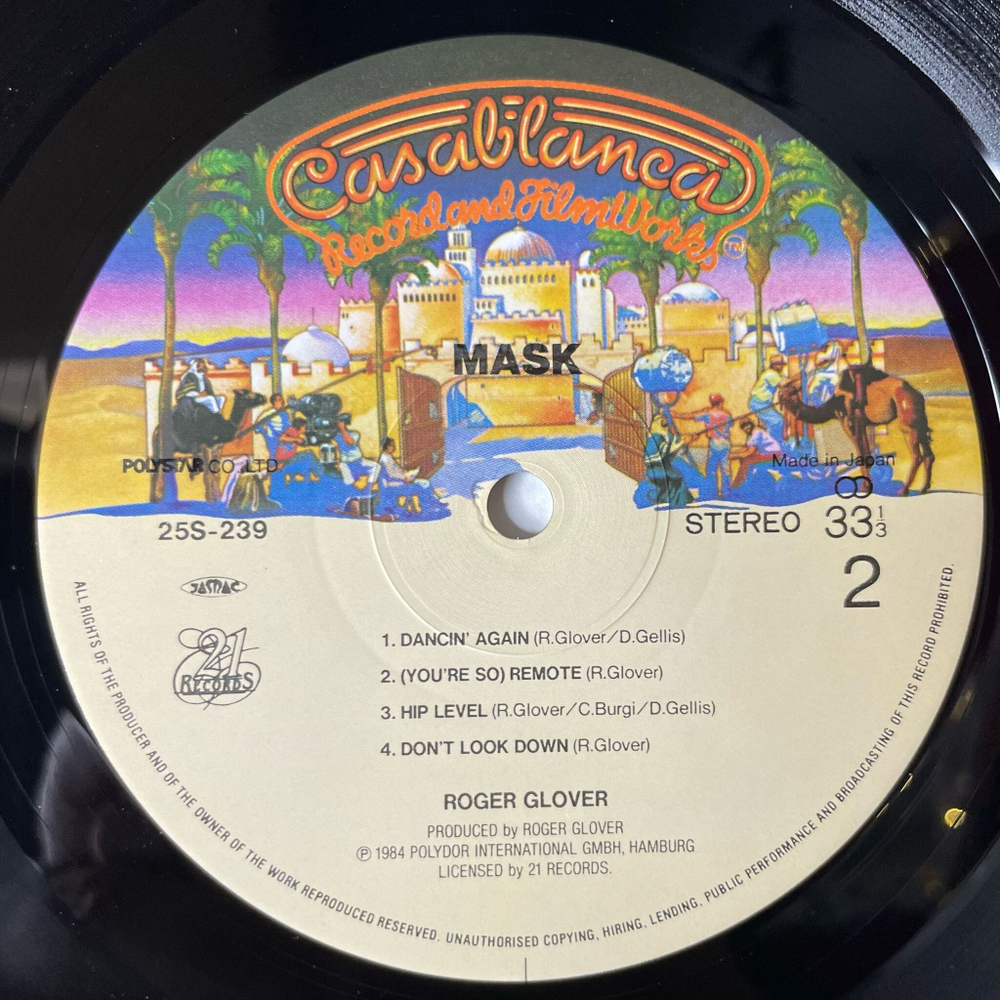 Casablanca
Record and FilmWorks TM
MASK
POLYSTAR CO., LTD
Made in Japan
25S-239
STEREO 33 1/3
8
2
JASRAC
21
RECORDS
1. DANCIN' AGAIN (R.Glover/D.Gellis)
2. (YOU'RE SO) REMOTE (R.Glover)
3. HIP LEVEL (R.Glover/C.Burgi/D.Gellis)
4. DON'T LOOK DOWN (R.Glover)
ROGER GLOVER
PRODUCED by ROGER GLOVER
Ⓟ 1984 POLYDOR INTERNATIONAL GMBH, HAMBURG
LICENSED by 21 RECORDS.
ALL RIGHTS OF THE PRODUCER AND OF THE OWNER OF THE WORK REPRODUCED RESERVED. UNAUTHORISED COPYING, HIRING, LENDING, PUBLIC PERFORMANCE AND BROADCASTING OF THIS RECORD PROHIBITED.